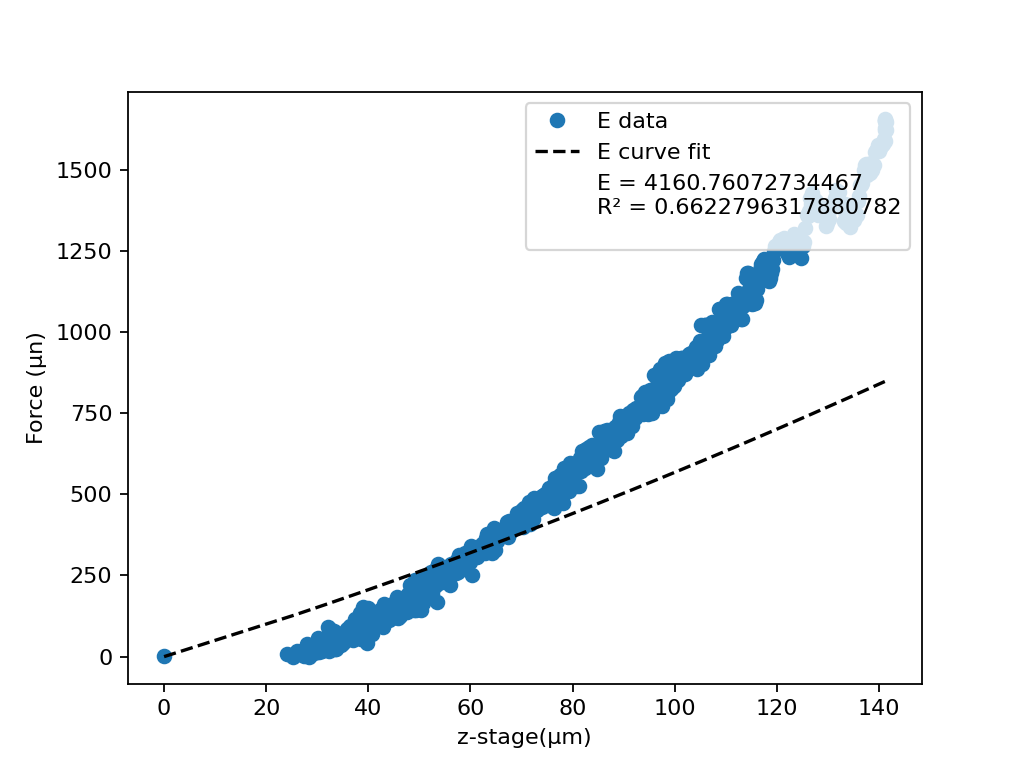 E data
E curve fit
E = 4160.76072734467
R² = 0.6622796317880782
1500
1250
1000
750
500
250
0
Force (μn)
0 20 40 60 80 100 120 140
z-stage(μm)